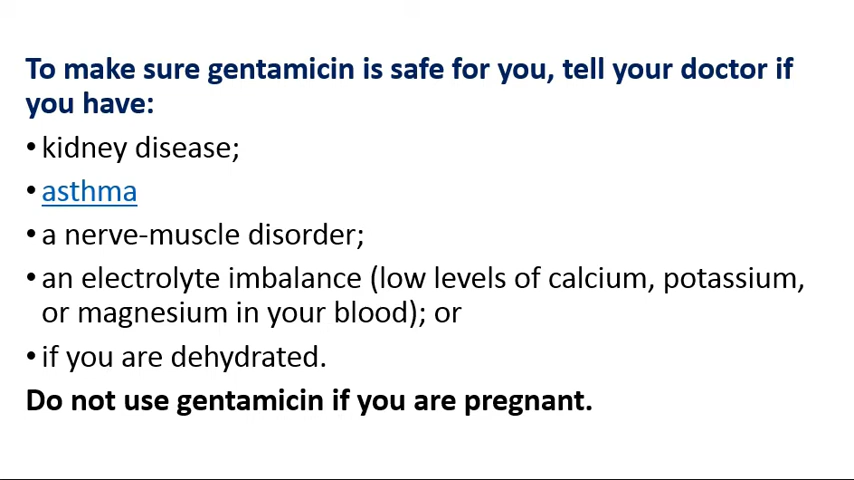 To make sure gentamicin is safe for you, tell your doctor if
you have:
• kidney disease;
• asthma
• a nerve-muscle disorder;
• an electrolyte imbalance (low levels of calcium, potassium,
or magnesium in your blood); or
• if you are dehydrated.
Do not use gentamicin if you are pregnant.